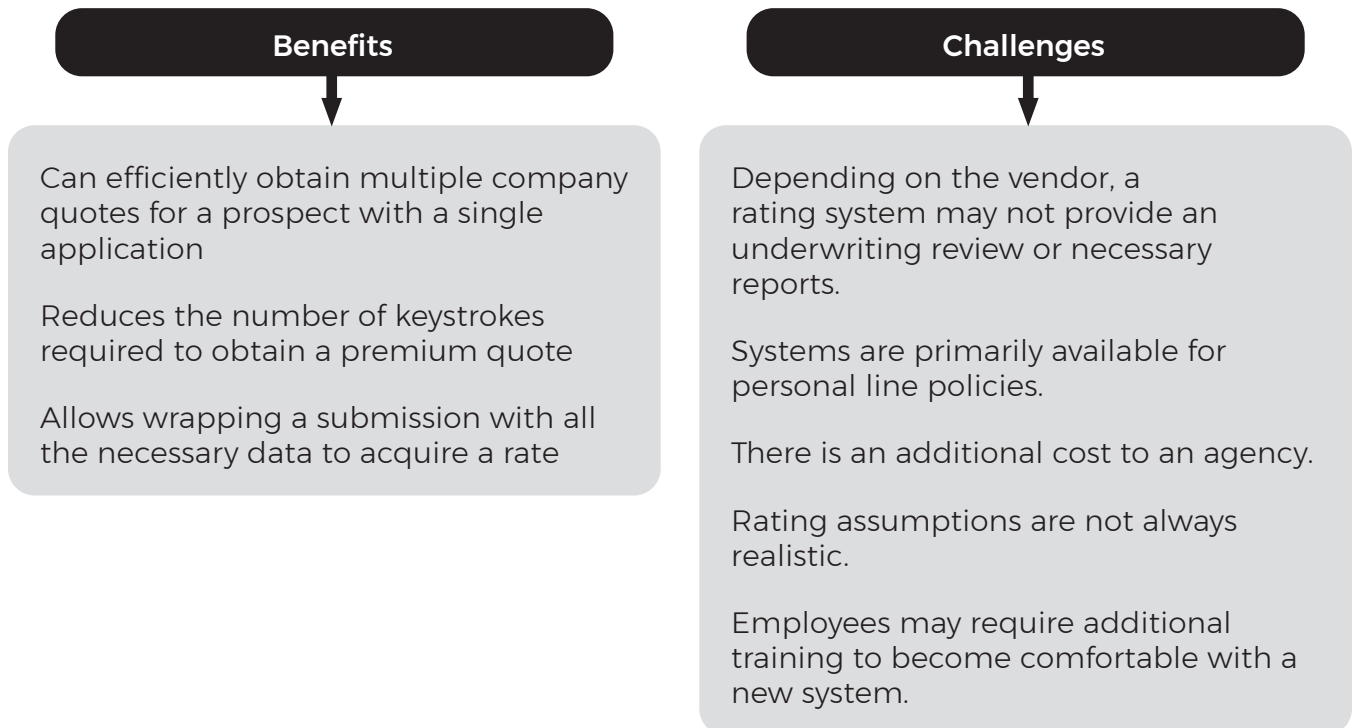 Benefits
Can efficiently obtain multiple company
quotes for a prospect with a single
application
Reduces the number of keystrokes
required to obtain a premium quote
Allows wrapping a submission with all
the necessary data to acquire a rate
Challenges
Depending on the vendor, a
rating system may not provide an
underwriting review or necessary
reports.
Systems are primarily available for
personal line policies.
There is an additional cost to an agency.
Rating assumptions are not always
realistic.
Employees may require additional
training to become comfortable with a
new system.